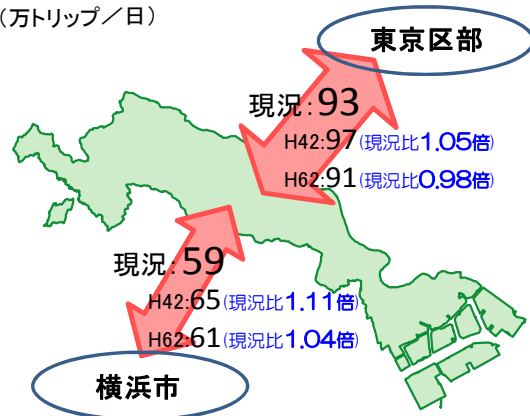 (万トリップ／日)
東京区部
現況:93
H42:97(現況比1.05倍)
H62:91(現況比0.98倍)
現況:59
H42:65(現況比1.11倍)
H62:61(現況比1.04倍)
横浜市